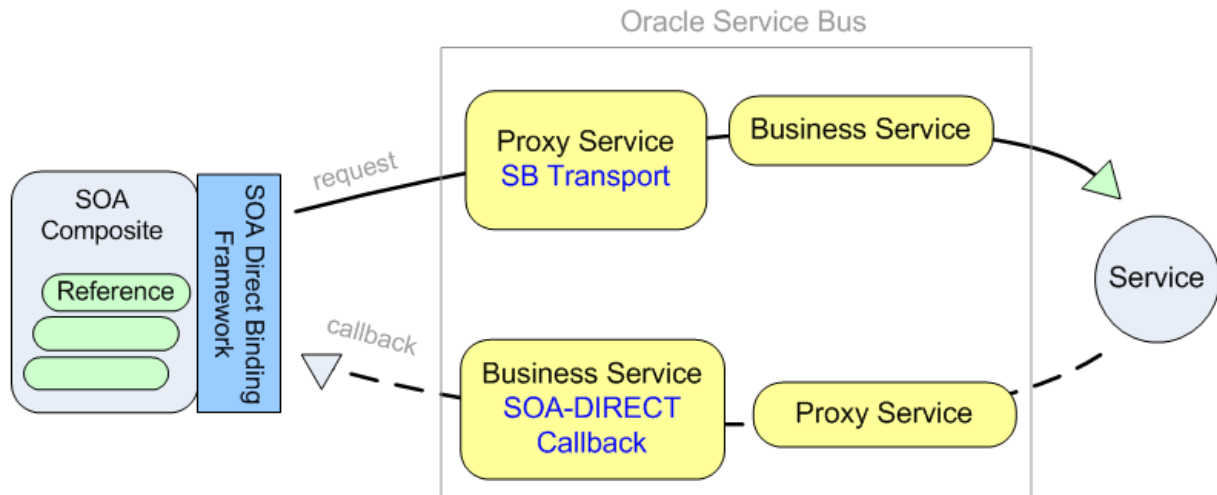 Oracle Service Bus
SOA
Composite
Reference
SOA Direct Binding
Framework
request
Proxy Service
SB Transport
Business Service
Service
callback
Business Service
SOA-DIRECT
Callback
Proxy Service